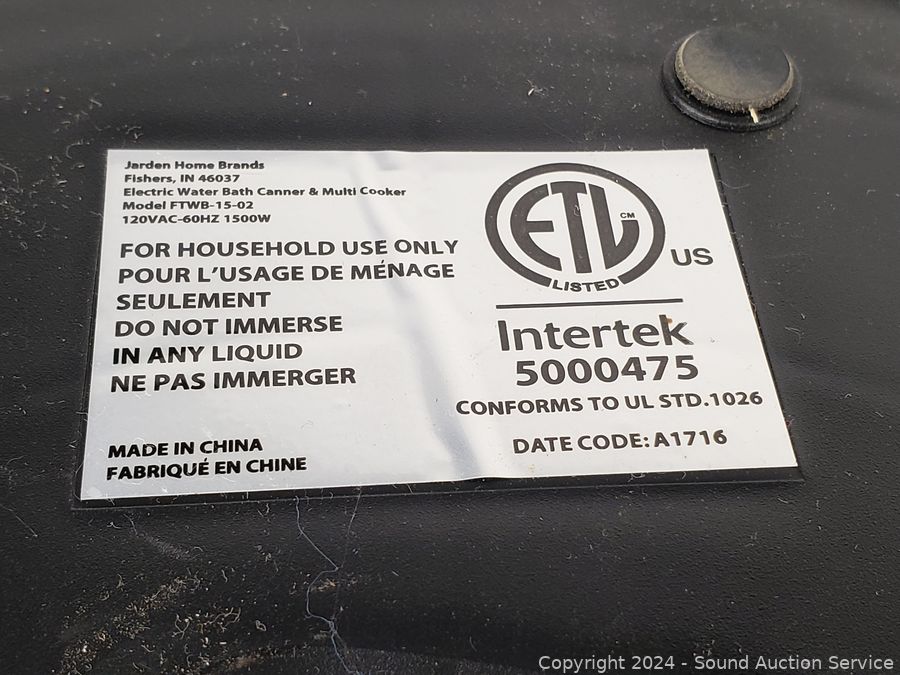 Jarden Home Brands
Fishers, IN 46037
Electric Water Bath Canner & Multi Cooker
Model FTWB-15-02
120VAC-60HZ 1500W
FOR HOUSEHOLD USE ONLY
POUR L'USAGE DE MÉNAGE
SEULEMENT
DO NOT IMMERSE
IN ANY LIQUID
NE PAS IMMERGER
MADE IN CHINA
FABRIQUÉ EN CHINE
ETL CM
LISTED
US
Intertek
5000475
CONFORMS TO UL STD.1026
DATE CODE: A1716
Copyright © 2024 - Sound Auction Service